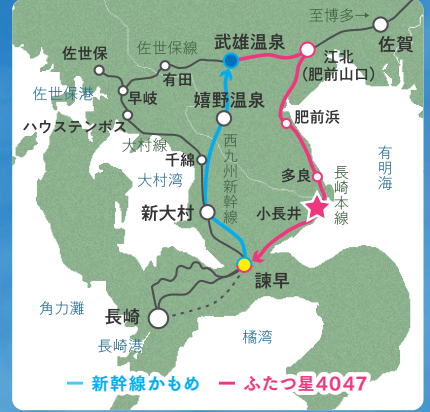 至博多→
佐賀
武雄温泉
江北
(肥前山口)
佐世保
佐世保線
有田
佐世保港
早岐
嬉野温泉
ハウステンボス
大村線
肥前浜
千綿
西九州新幹線
有明海
大村湾
多良
長崎本線
新大村
小長井
諫早
角力灘
長崎
長崎港
橘湾
新幹線かもめ
ふたつ星4047